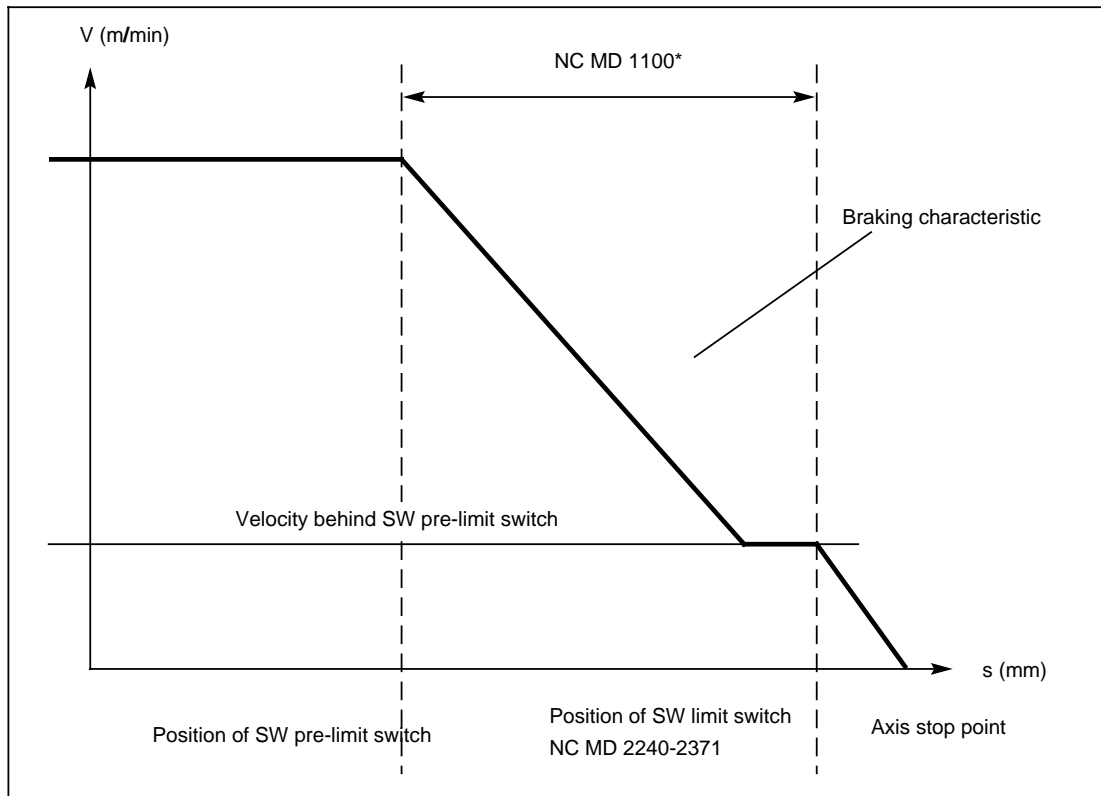 V (m/min)
NC MD 1100*
Braking characteristic
Velocity behind SW pre-limit switch
s (mm)
Position of SW pre-limit switch
Position of SW limit switch
NC MD 2240-2371
Axis stop point